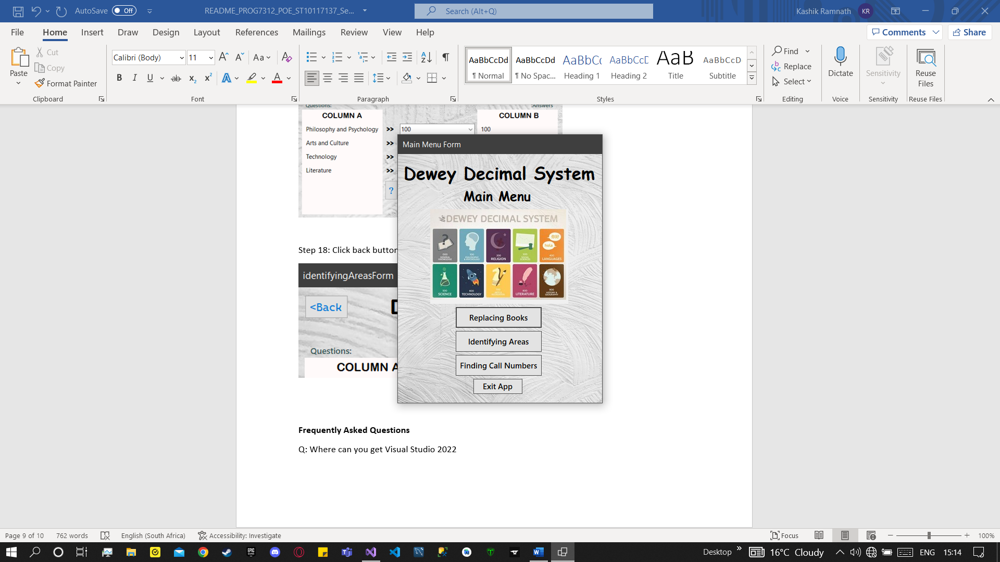 AutoSave Off README_PROG7312_POE_ST10117137_Se... Search (Alt+Q) Kashik Ramnath KR
File Home Insert Draw Design Layout References Mailings Review View Help Comments Share
Paste Cut Copy Format Painter
Clipboard
Calibri (Body) 11
Font
Paragraph
AaBbCcDd AaBbCcDd AaBbCc AaBbCcD AaB AaBbCcD
¶ Normal ¶ No Spac... Heading 1 Heading 2 Title Subtitle
Styles
Find
Replace
Select
Editing
Dictate
Voice
Sensitivity
Sensitivity
Reuse Files
Reuse Files
Questions: :Answers
COLUMN A COLUMN B
Philosophy and Psychology >> 100 100
Arts and Culture >>
Technology >>
Literature >>
?
Step 18: Click back button
identifyingAreasForm
<Back
Questions:
COLUMN A
Main Menu Form
Dewey Decimal System
Main Menu
DEWEY DECIMAL SYSTEM
000 GENERAL KNOWLEDGE
100 PHILOSOPHY & PSYCHOLOGY
200 RELIGION
300 SOCIAL SCIENCES
400 LANGUAGES
你好
hola
500 SCIENCE
600 TECHNOLOGY
800 LITERATURE
900 HISTORY & GEOGRAPHY
Replacing Books
Identifying Areas
Finding Call Numbers
Exit App
Frequently Asked Questions
Q: Where can you get Visual Studio 2022
Page 9 of 10 762 words English (South Africa) Accessibility: Investigate Focus 100%
EPIC GAMES Desktop 16°C Cloudy ENG 15:14